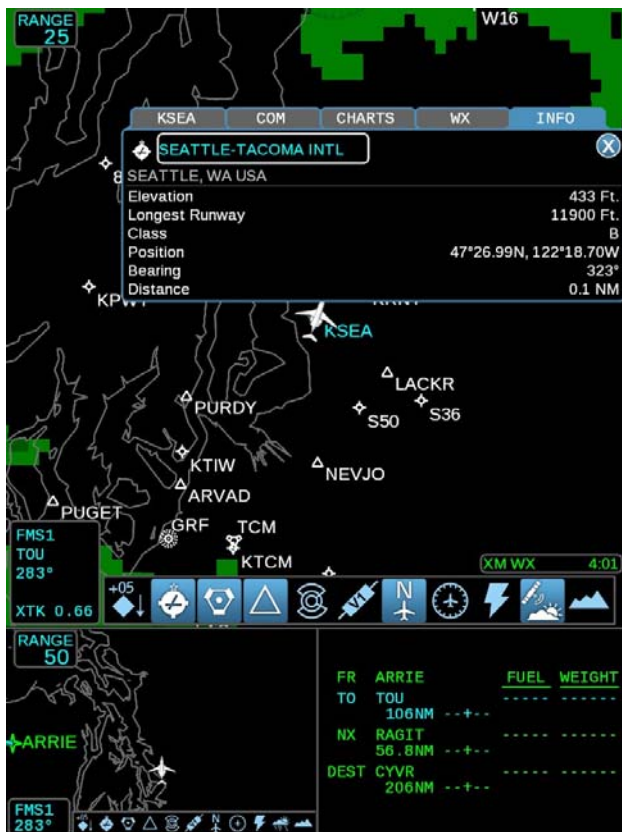 RANGE
25
W16
KSEA COM CHARTS WX INFO
SEATTLE-TACOMA INTL
X
SEATTLE, WA USA
Elevation 433 Ft.
Longest Runway 11900 Ft.
Class B
Position 47°26.99N, 122°18.70W
Bearing 323°
Distance 0.1 NM
8
KPW
KSEA
LACKR
PURDY
S50
S36
KTIW
NEVJO
ARVAD
PUGET
GRF
TCM
KTCM
FMS1
TOU
283°
XTK 0.66
XM WX 4:01
+05
V1
N
RANGE
50
ARRIE
FMS1
283°
FR ARRIE FUEL WEIGHT
TO TOU ----- ------
106NM --+--
NX RAGIT ----- ------
56.8NM --+--
DEST CYVR ----- ------
206NM --+--